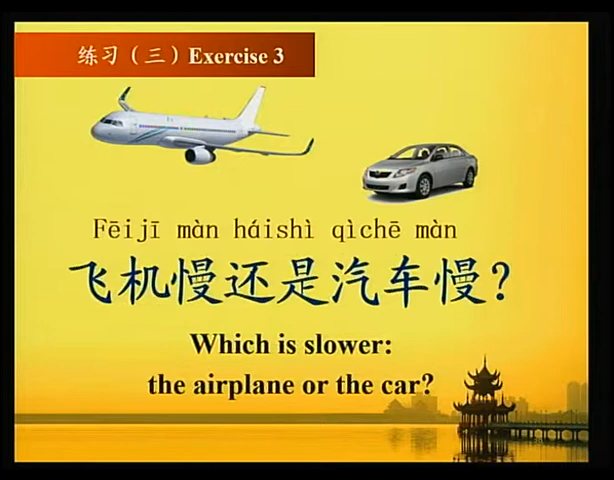 练习（三）Exercise 3
Fēijī màn háishì qìchē màn
飞机慢还是汽车慢？
Which is slower:
the airplane or the car?